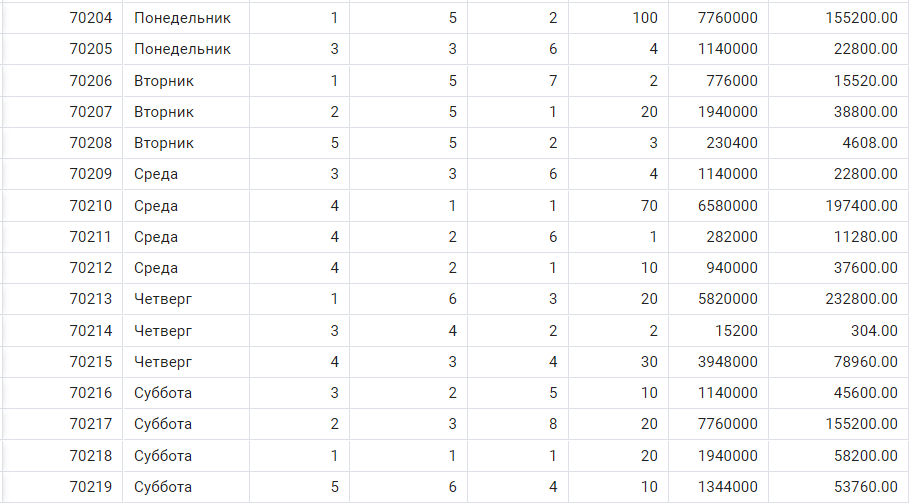 70204 Понедельник 1 5 2 100 7760000 155200.00
70205 Понедельник 3 3 6 4 1140000 22800.00
70206 Вторник 1 5 7 2 776000 15520.00
70207 Вторник 2 5 1 20 1940000 38800.00
70208 Вторник 5 5 2 3 230400 4608.00
70209 Среда 3 3 6 4 1140000 22800.00
70210 Среда 4 1 1 70 6580000 197400.00
70211 Среда 4 2 6 1 282000 11280.00
70212 Среда 4 2 1 10 940000 37600.00
70213 Четверг 1 6 3 20 5820000 232800.00
70214 Четверг 3 4 2 2 15200 304.00
70215 Четверг 4 3 4 30 3948000 78960.00
70216 Суббота 3 2 5 10 1140000 45600.00
70217 Суббота 2 3 8 20 7760000 155200.00
70218 Суббота 1 1 1 20 1940000 58200.00
70219 Суббота 5 6 4 10 1344000 53760.00